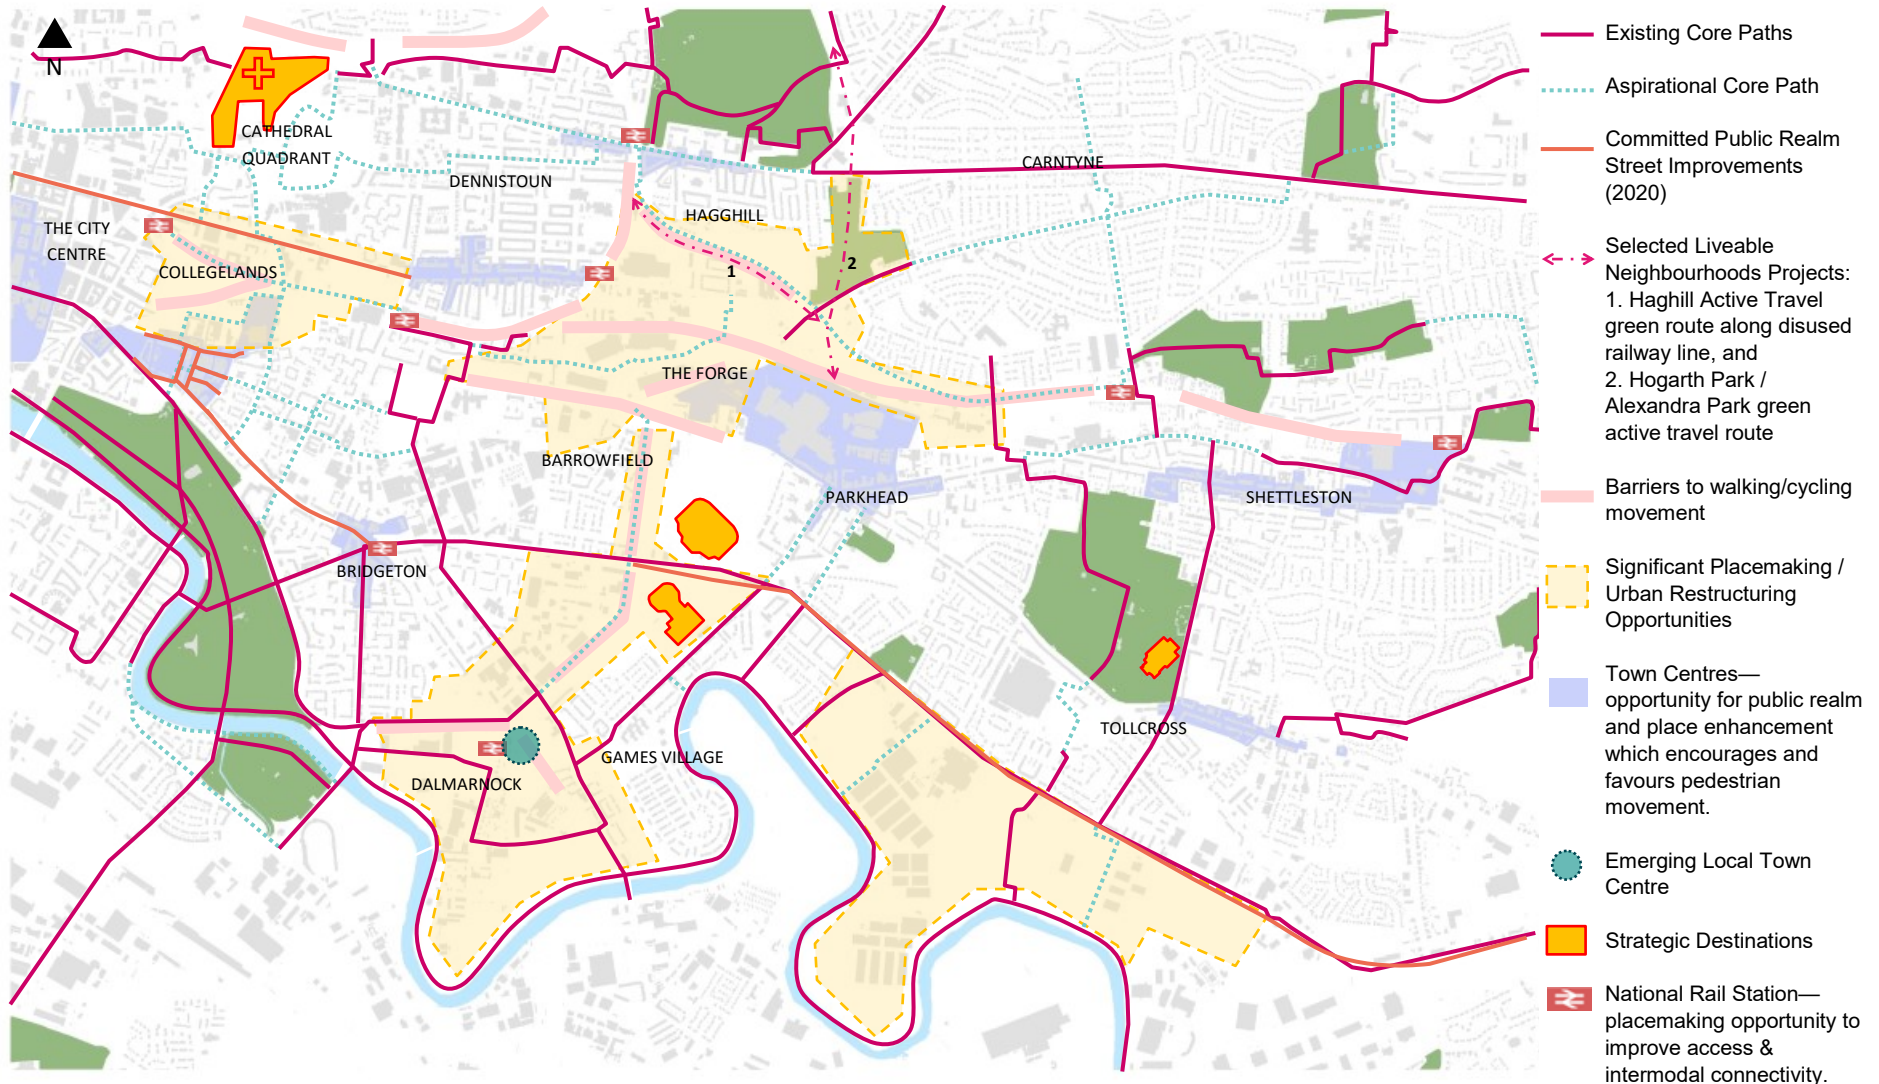 N
CATHEDRAL
QUADRANT
DENNISTOUN
CARNTYNE
HAGGHILL
THE CITY
CENTRE
COLLEGELANDS
1
2
THE FORGE
BARROWFIELD
PARKHEAD
SHETTLESTON
BRIDGETON
TOLLCROSS
GAMES VILLAGE
DALMARNOCK
Existing Core Paths
Aspirational Core Path
Committed Public Realm
Street Improvements
(2020)
Selected Liveable
Neighbourhoods Projects:
1. Haghill Active Travel
green route along disused
railway line, and
2. Hogarth Park /
Alexandra Park green
active travel route
Barriers to walking/cycling
movement
Significant Placemaking /
Urban Restructuring
Opportunities
Town Centres—
opportunity for public realm
and place enhancement
which encourages and
favours pedestrian
movement.
Emerging Local Town
Centre
Strategic Destinations
National Rail Station—
placemaking opportunity to
improve access &
intermodal connectivity.